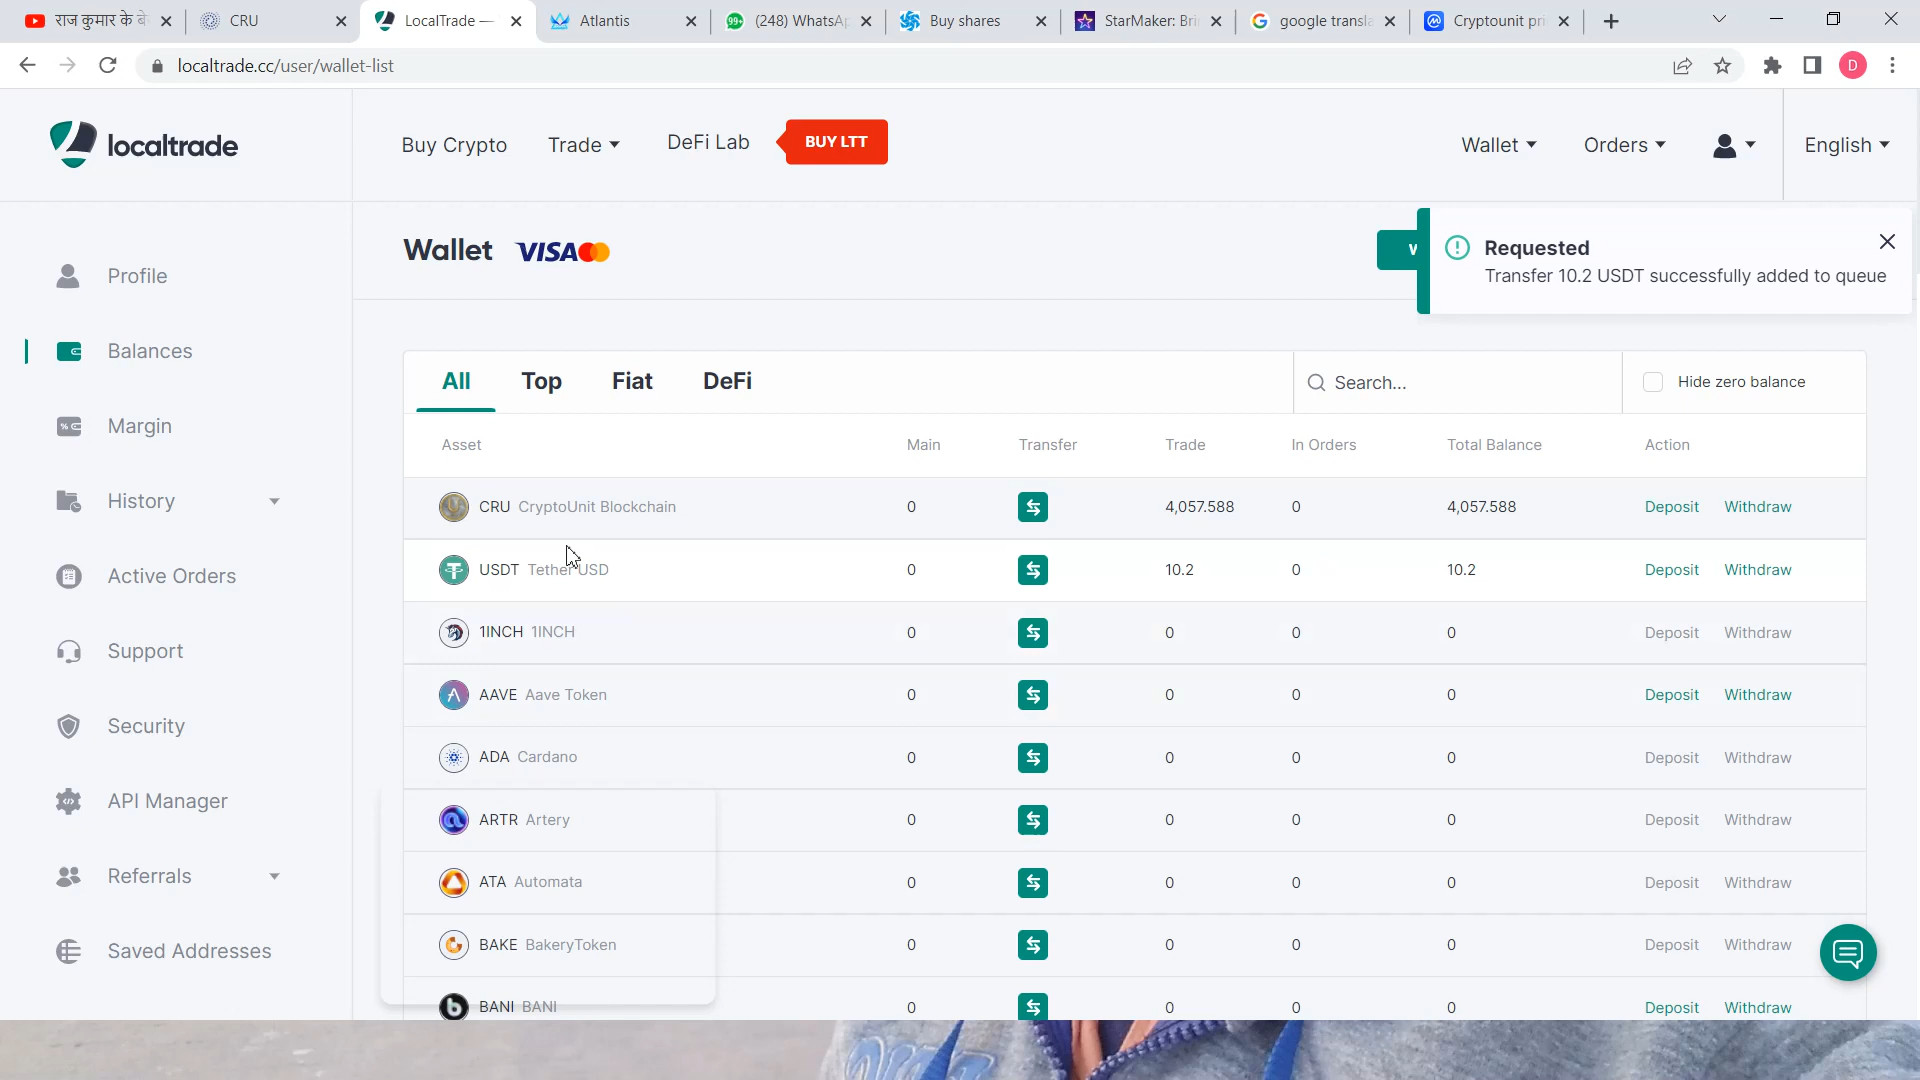 राज कुमार के बे
CRU
LocalTrade —
Atlantis
99+
(248) WhatsAp
Buy shares
StarMaker: Bri
google transla
Cryptounit pri
localtrade.cc/user/wallet-list
D
localtrade
Buy Crypto
Trade
DeFi Lab
BUY LTT
Wallet
Orders
English
Wallet
VISA
Requested
Transfer 10.2 USDT successfully added to queue
Profile
Balances
Margin
History
Active Orders
Support
Security
API Manager
Referrals
Saved Addresses
All
Top
Fiat
DeFi
Search...
Hide zero balance
Asset Main Transfer Trade In Orders Total Balance Action
CRU CryptoUnit Blockchain 0 4,057.588 0 4,057.588 Deposit Withdraw
USDT Tether USD 0 10.2 0 10.2 Deposit Withdraw
1INCH 1INCH 0 0 0 0 Deposit Withdraw
AAVE Aave Token 0 0 0 0 Deposit Withdraw
ADA Cardano 0 0 0 0 Deposit Withdraw
ARTR Artery 0 0 0 0 Deposit Withdraw
ATA Automata 0 0 0 0 Deposit Withdraw
BAKE BakeryToken 0 0 0 0 Deposit Withdraw
BANI BANI 0 0 0 0 Deposit Withdraw